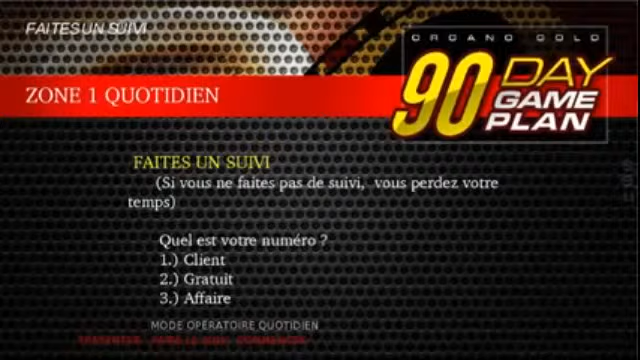 FAITES UN SUIVI
ORGANO GOLD
90 DAY
GAME
PLAN
ZONE 1 QUOTIDIEN
FAITES UN SUIVI
(Si vous ne faites pas de suivi, vous perdez votre
temps)
Quel est votre numéro ?
1.) Client
2.) Gratuit
3.) Affaire
MODE OPÉRATOIRE QUOTIDIEN